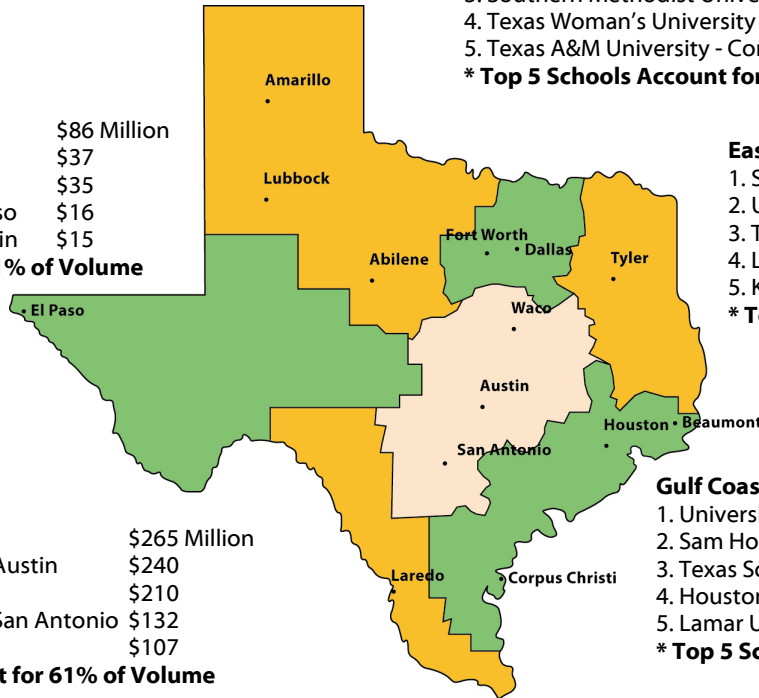 4. Texas Woman's University
5. Texas A&M University - Co
* Top 5 Schools Account for
Amarillo
$86 Million
$37
Lubbock
$35
so $16
in $15
% of Volume
Eas
1. S
2. U
3. T
4. L
5. K
* T
Fort Worth
Dallas
Abilene
Tyler
El Paso
Waco
Austin
Houston
Beaumont
San Antonio
Gulf Coas
1. Universi
2. Sam Ho
3. Texas So
4. Houston
5. Lamar U
* Top 5 Sc
$265 Million
Austin $240
$210
San Antonio $132
$107
t for 61% of Volume
Laredo
Corpus Christi